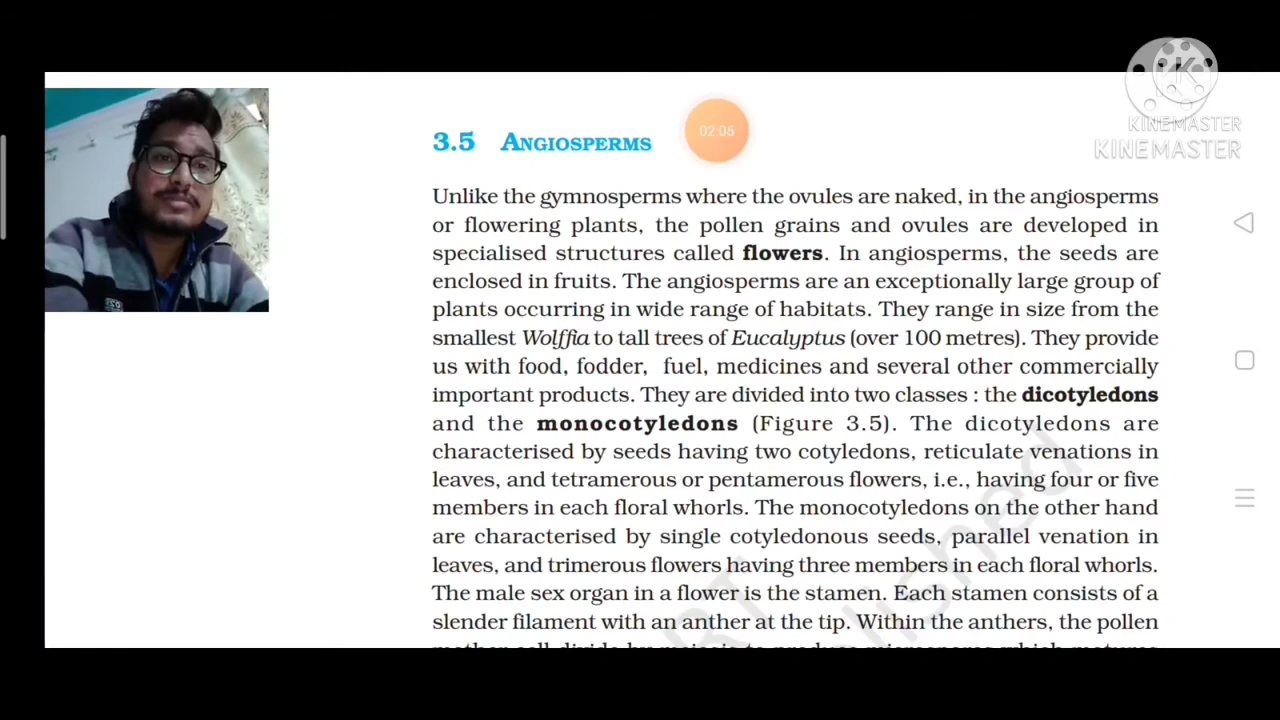 KINEMASTER
KINEMASTER
02:05
3.5 ANGIOSPERMS
Unlike the gymnosperms where the ovules are naked, in the angiosperms
or flowering plants, the pollen grains and ovules are developed in
specialised structures called flowers. In angiosperms, the seeds are
enclosed in fruits. The angiosperms are an exceptionally large group of
plants occurring in wide range of habitats. They range in size from the
smallest Wolffia to tall trees of Eucalyptus (over 100 metres). They provide
us with food, fodder, fuel, medicines and several other commercially
important products. They are divided into two classes : the dicotyledons
and the monocotyledons (Figure 3.5). The dicotyledons are
characterised by seeds having two cotyledons, reticulate venations in
leaves, and tetramerous or pentamerous flowers, i.e., having four or five
members in each floral whorls. The monocotyledons on the other hand
are characterised by single cotyledonous seeds, parallel venation in
leaves, and trimerous flowers having three members in each floral whorls.
The male sex organ in a flower is the stamen. Each stamen consists of a
slender filament with an anther at the tip. Within the anthers, the pollen